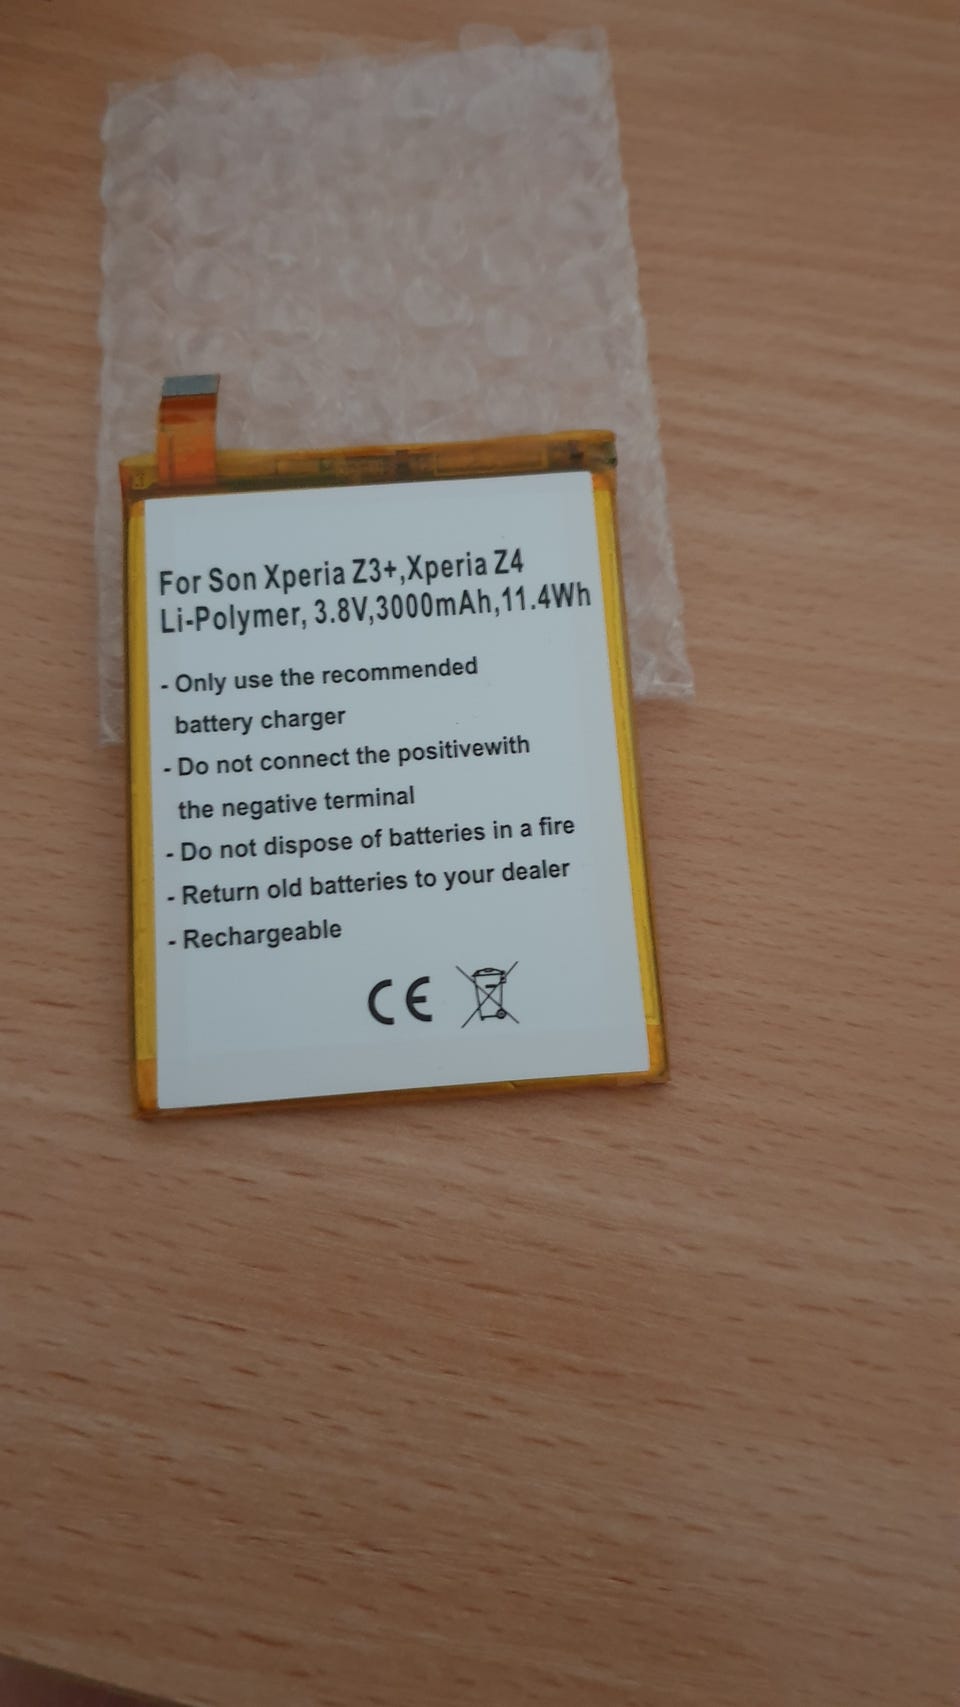 For Son Xperia Z3+,Xperia Z4
Li-Polymer, 3.8V,3000mAh,11.4Wh
- Only use the recommended
battery charger
- Do not connect the positivewith
the negative terminal
- Do not dispose of batteries in a fire
- Return old batteries to your dealer
- Rechargeable
CE